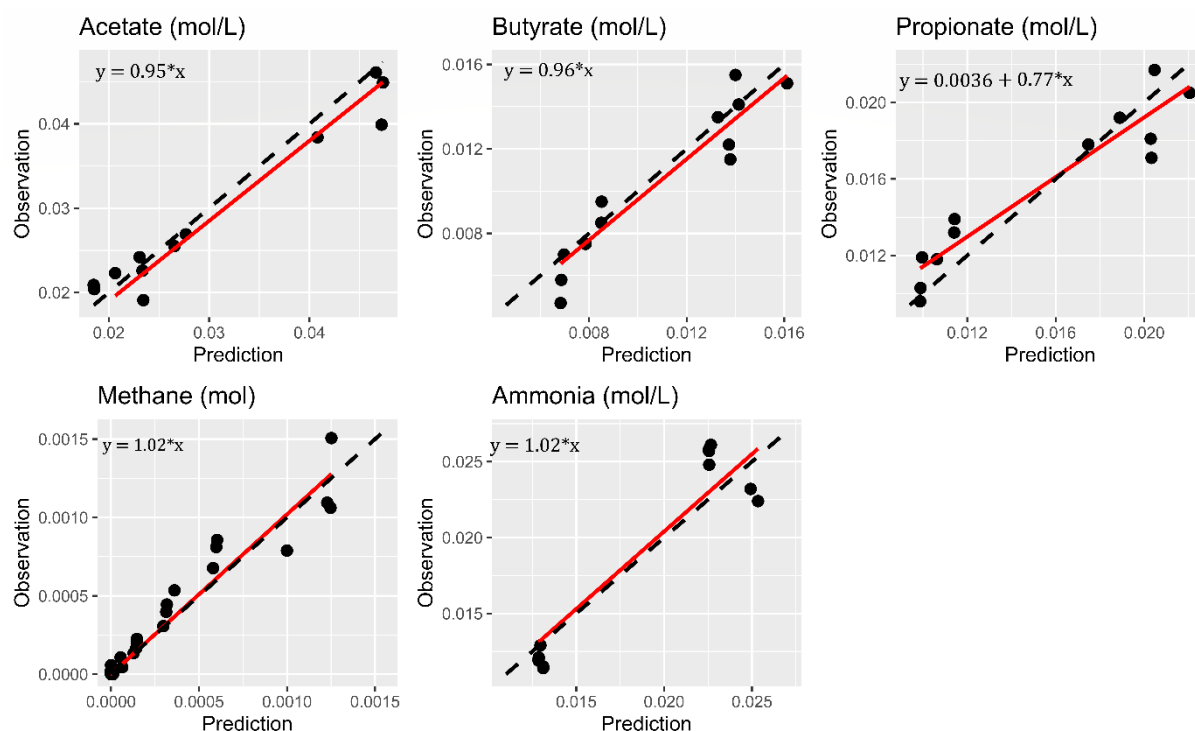 Acetate (mol/L)
y = 0.95*x
0.04
0.03
0.02
Observation
0.02
0.03
0.04
Prediction
Butyrate (mol/L)
y = 0.96*x
0.016
0.012
0.008
Observation
0.008
0.012
0.016
Prediction
Propionate (mol/L)
y = 0.0036 + 0.77*x
0.020
0.016
0.012
Observation
0.012
0.016
0.020
Prediction
Methane (mol)
y = 1.02*x
0.0015
0.0010
0.0005
0.0000
Observation
0.0000
0.0005
0.0010
0.0015
Prediction
Ammonia (mol/L)
y = 1.02*x
0.025
0.020
0.015
Observation
0.015
0.020
0.025
Prediction